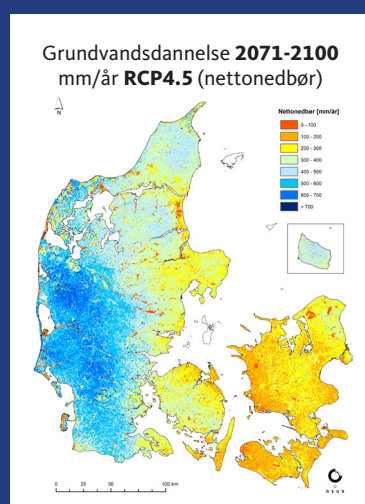 Grundvandsdannelse 2071-2100
mm/år RCP4.5 (nettonedbør)
N
Nettonedbør [mm/år]
0 - 100
100 - 200
200 - 300
300 - 400
400 - 500
500 - 600
600 - 700
> 700
0 25 50 100 km
G E U S